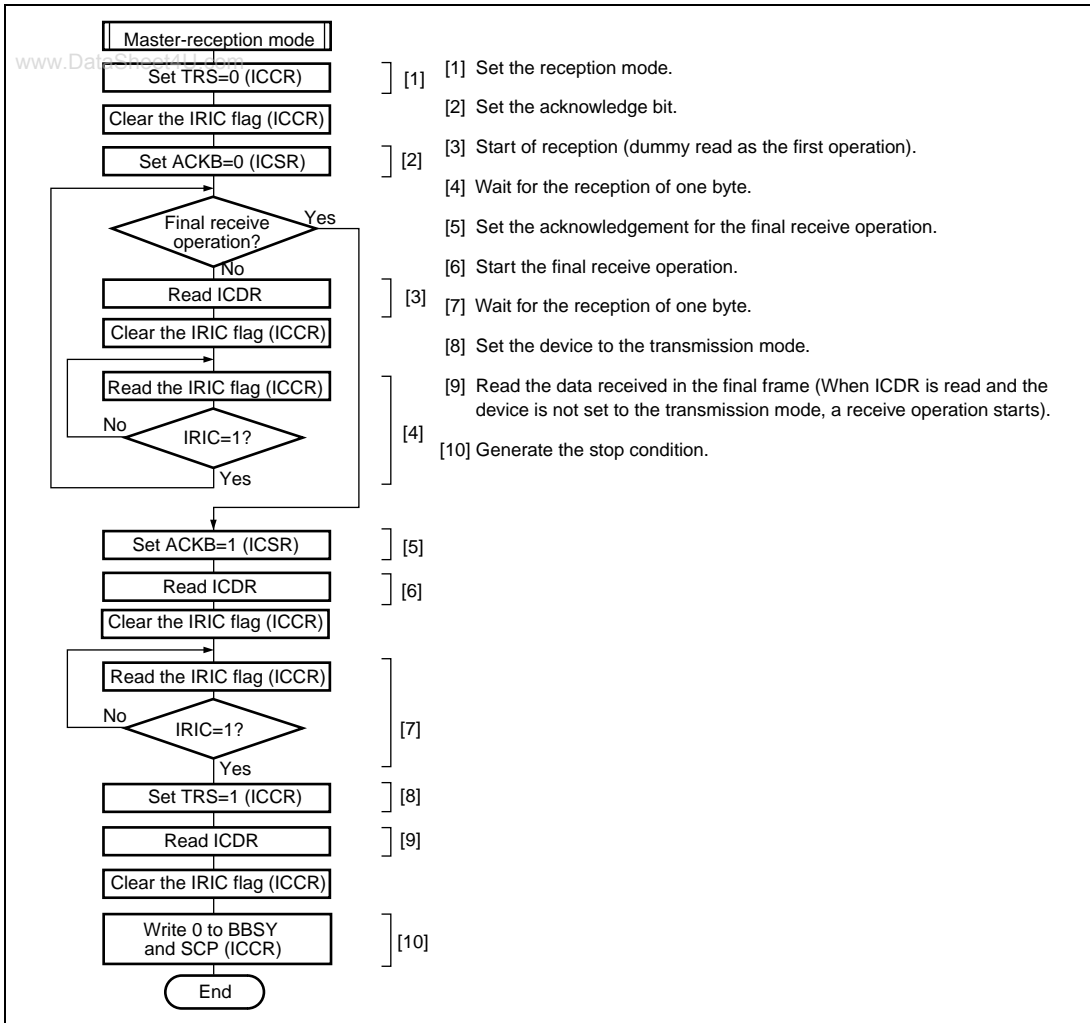 Master-reception mode
www.DataSheet4U.com
Set TRS=0 (ICCR)
[1]
Clear the IRIC flag (ICCR)
Set ACKB=0 (ICSR)
[2]
Final receive
operation?
Yes
No
Read ICDR
[3]
Clear the IRIC flag (ICCR)
Read the IRIC flag (ICCR)
No
IRIC=1?
[4]
Yes
Set ACKB=1 (ICSR)
[5]
Read ICDR
[6]
Clear the IRIC flag (ICCR)
Read the IRIC flag (ICCR)
No
IRIC=1?
[7]
Yes
Set TRS=1 (ICCR)
[8]
Read ICDR
[9]
Clear the IRIC flag (ICCR)
Write 0 to BBSY
and SCP (ICCR)
[10]
End
[1] Set the reception mode.
[2] Set the acknowledge bit.
[3] Start of reception (dummy read as the first operation).
[4] Wait for the reception of one byte.
[5] Set the acknowledgement for the final receive operation.
[6] Start the final receive operation.
[7] Wait for the reception of one byte.
[8] Set the device to the transmission mode.
[9] Read the data received in the final frame (When ICDR is read and the
device is not set to the transmission mode, a receive operation starts).
[10] Generate the stop condition.